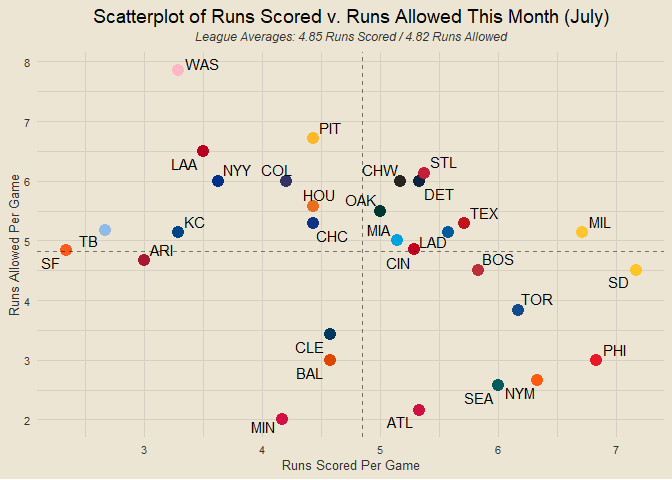 Scatterplot of Runs Scored v. Runs Allowed This Month (July)
League Averages: 4.85 Runs Scored / 4.82 Runs Allowed
8
WAS
7
PIT
LAA
STL
6
NYY
COL
CHW
DET
HOU
OAK
TEX
KC
CHC
MIA
MIL
5
TB
ARI
LAD
SF
CIN
BOS
SD
4
TOR
CLE
PHI
3
BAL
SEA
NYM
2
MIN
ATL
Runs Allowed Per Game
3
4
5
6
7
Runs Scored Per Game